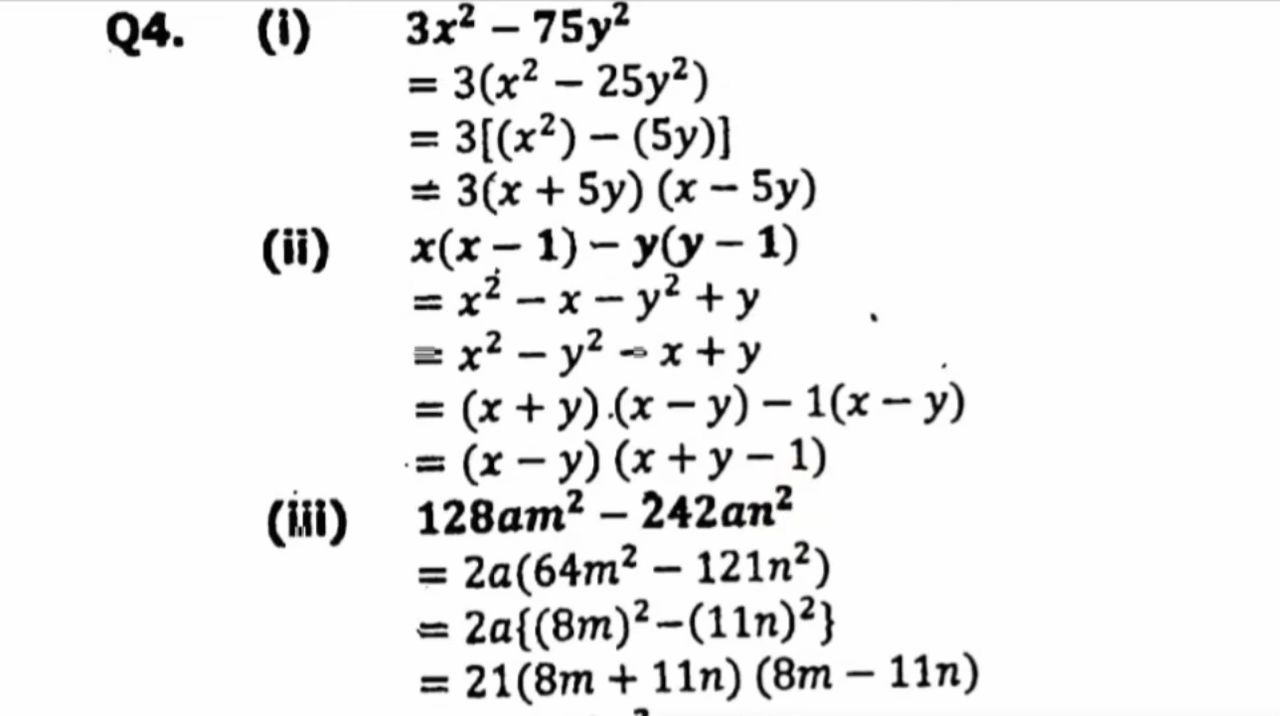 Q4. (i) 3x² − 75y²
= 3(x² − 25y²)
= 3[(x²) − (5y)]
= 3(x + 5y) (x − 5y)
(ii) x(x − 1) − y(y − 1)
= x² − x − y² + y
= x² − y² − x + y
= (x + y).(x − y) − 1(x − y)
= (x − y) (x + y − 1)
(iii) 128am² − 242an²
= 2a(64m² − 121n²)
= 2a{(8m)²−(11n)²}
= 21(8m + 11n) (8m − 11n)